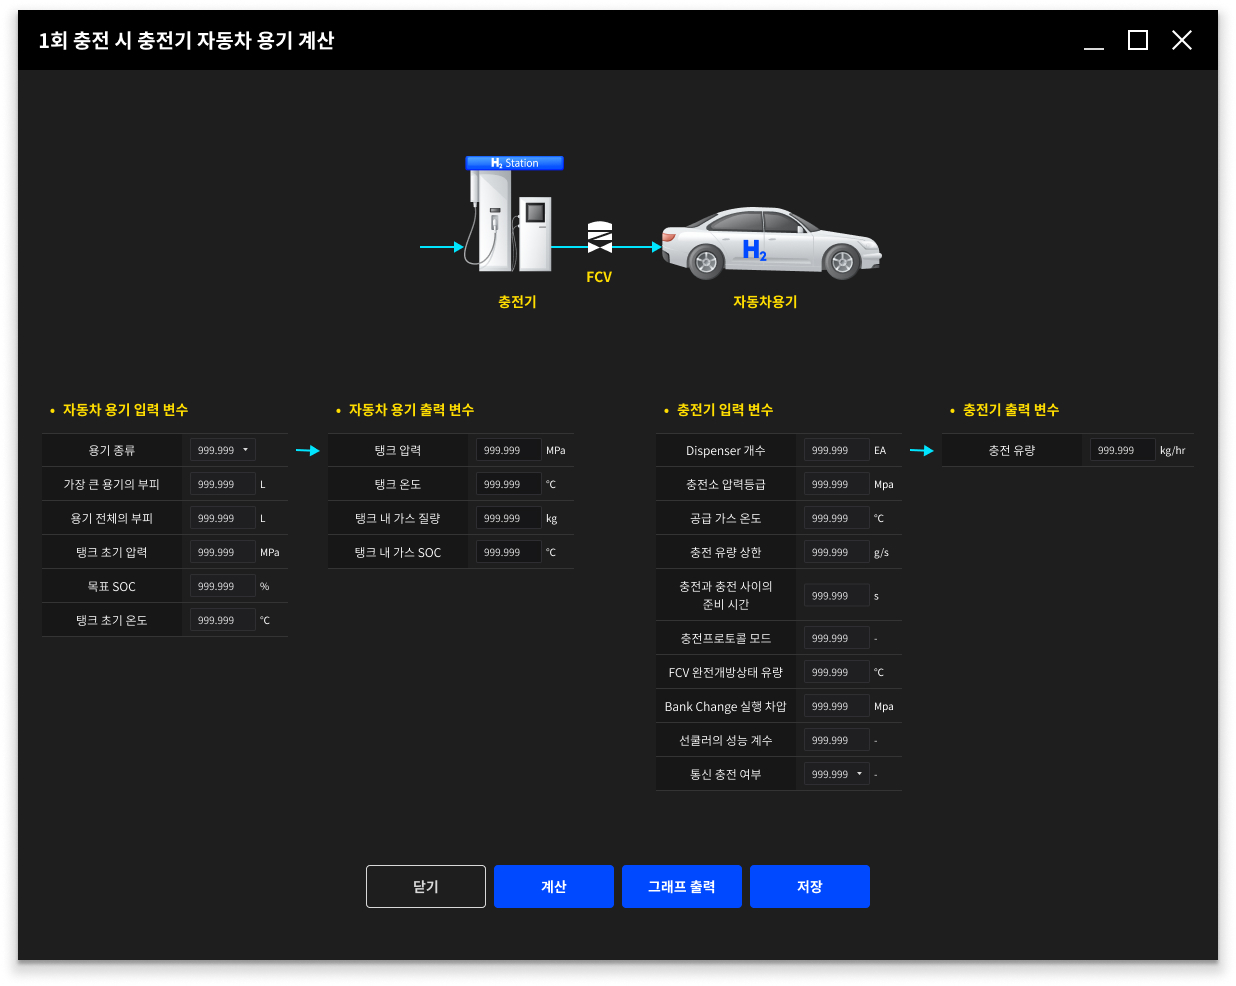 1회 충전 시 충전기 자동차 용기 계산
H2 Station
H2
FCV
충전기
자동차용기
• 자동차 용기 입력 변수
용기 종류 999.999
가장 큰 용기의 부피 999.999 L
용기 전체의 부피 999.999 L
탱크 초기 압력 999.999 MPa
목표 SOC 999.999 %
탱크 초기 온도 999.999 °C
• 자동차 용기 출력 변수
탱크 압력 999.999 MPa
탱크 온도 999.999 °C
탱크 내 가스 질량 999.999 kg
탱크 내 가스 SOC 999.999 °C
• 충전기 입력 변수
Dispenser 개수 999.999 EA
충전소 압력등급 999.999 Mpa
공급 가스 온도 999.999 °C
충전 유량 상한 999.999 g/s
충전과 충전 사이의
준비 시간 999.999 s
충전프로토콜 모드 999.999 -
FCV 완전개방상태 유량 999.999 °C
Bank Change 실행 차압 999.999 Mpa
선쿨러의 성능 계수 999.999 -
통신 충전 여부 999.999 -
• 충전기 출력 변수
충전 유량 999.999 kg/hr
닫기
계산
그래프 출력
저장